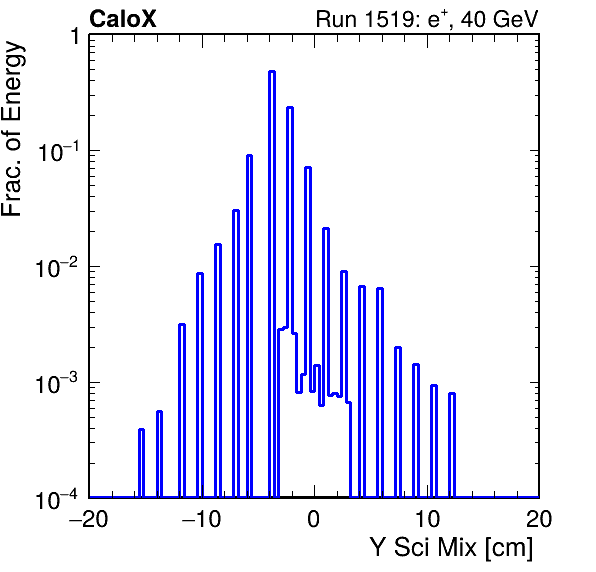 CaloX Run 1519: e⁺, 40 GeV
Frac. of Energy
1
10⁻¹
10⁻²
10⁻³
10⁻⁴
−20 −10 0 10 20
Y Sci Mix [cm]